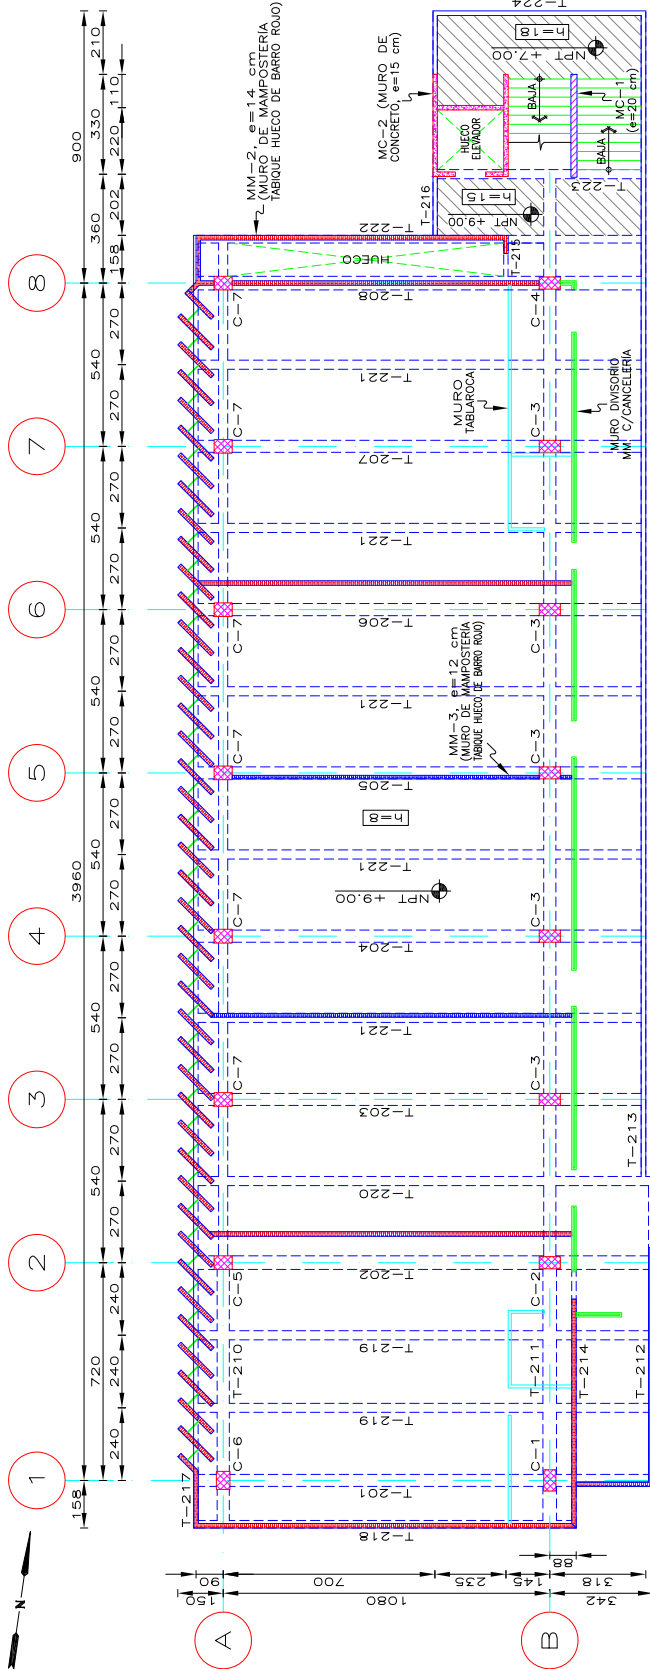 T-224
h=18
NPT +7.00
210
110
330
220
900
202
360
158
MM-2, e=14 cm
(MURO DE MAMPOSTERÍA
TABIQUE HUECO DE BARRO ROJO)
MC-2 (MURO DE
CONCRETO, e=15 cm)
HUECO
ELEVADOR
BAJA
BAJA
MC-1
(e=20 cm)
T-216
h=15
NPT +9.00
T-223
T-222
HUECO
T-215
8
C-7
T-208
C-4
270
540
270
T-221
MURO
TABLAROCA
MURO DIVISORIO
MM. C/CANCELERÍA
7
C-7
T-207
C-3
270
540
270
T-221
6
C-7
T-206
C-3
270
540
270
T-221
MM-3, e=12 cm
(MURO DE MAMPOSTERÍA
TABIQUE HUECO DE BARRO ROJO)
5
C-7
T-205
C-3
3960
270
540
270
h=8
T-221
NPT +9.00
4
C-7
T-204
C-3
270
540
270
T-221
3
C-7
T-203
C-3
270
540
270
T-220
T-213
2
C-5
T-202
C-2
240
720
240
240
T-210
T-219
T-211
T-214
T-212
T-219
1
C-6
T-201
C-1
158
T-217
T-218
N
90
700
235
145
88
318
150
1080
342
A
B